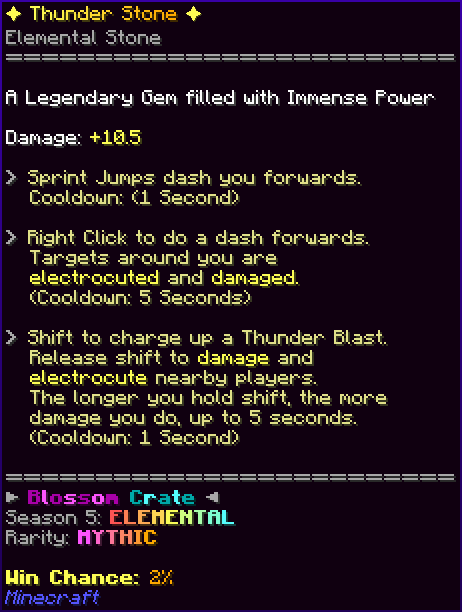 ✦ Thunder Stone ✦
Elemental Stone
====================================
A Legendary Gem filled with Immense Power
Damage: +10.5
> Sprint Jumps dash you forwards.
Cooldown: (1 Second)
> Right Click to do a dash forwards.
Targets around you are
electrocuted and damaged.
(Cooldown: 5 Seconds)
> Shift to charge up a Thunder Blast.
Release shift to damage and
electrocute nearby players.
The longer you hold shift, the more
damage you do, up to 5 seconds.
(Cooldown: 1 Second)
====================================
► Blossom Crate ◄
Season 5: ELEMENTAL
Rarity: MYTHIC
Win Chance: 2%
Minecraft